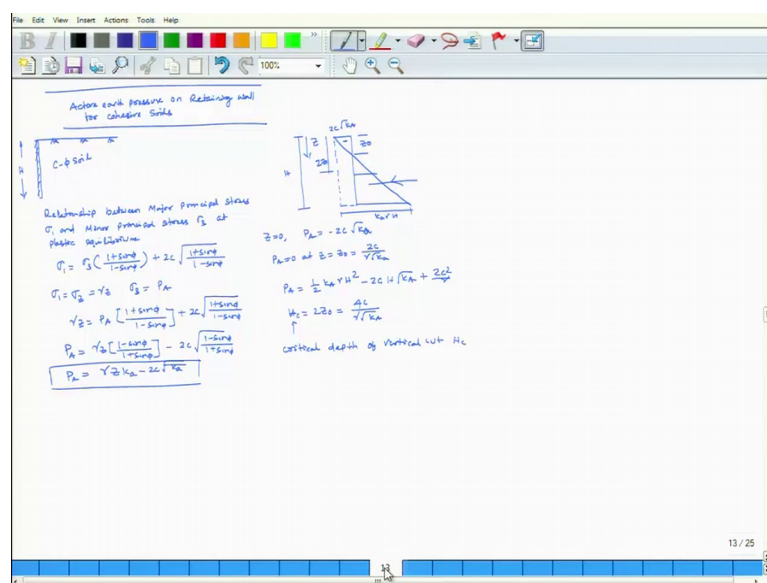 File Edit View Insert Actions Tools Help
B I
100%
Active earth pressure on Retaining wall
for cohesive soils
H
C-φ soil
Relationship between Major principal stress
σ1 and Minor principal stress σ3 at
plastic equilibrium
σ1 = σ3 (1+sinφ / 1-sinφ) + 2c √(1+sinφ / 1-sinφ)
σ1 = σz = γz σ3 = PA
γz = PA [1+sinφ / 1-sinφ] + 2c √(1+sinφ / 1-sinφ)
PA = γz [1-sinφ / 1+sinφ] - 2c √(1-sinφ / 1+sinφ)
PA = γ z ka - 2c √ka
2c√KA
z
z0
2z0
H
KA γ H
z=0, PA = -2c √KA
PA=0 at z = z0 = 2c / γ√KA
PA = 1/2 KA γ H² - 2c H √KA + 2c² / γ
Hc = 2z0 = 4c / γ√KA
critical depth of vertical cut Hc
13 / 25
13